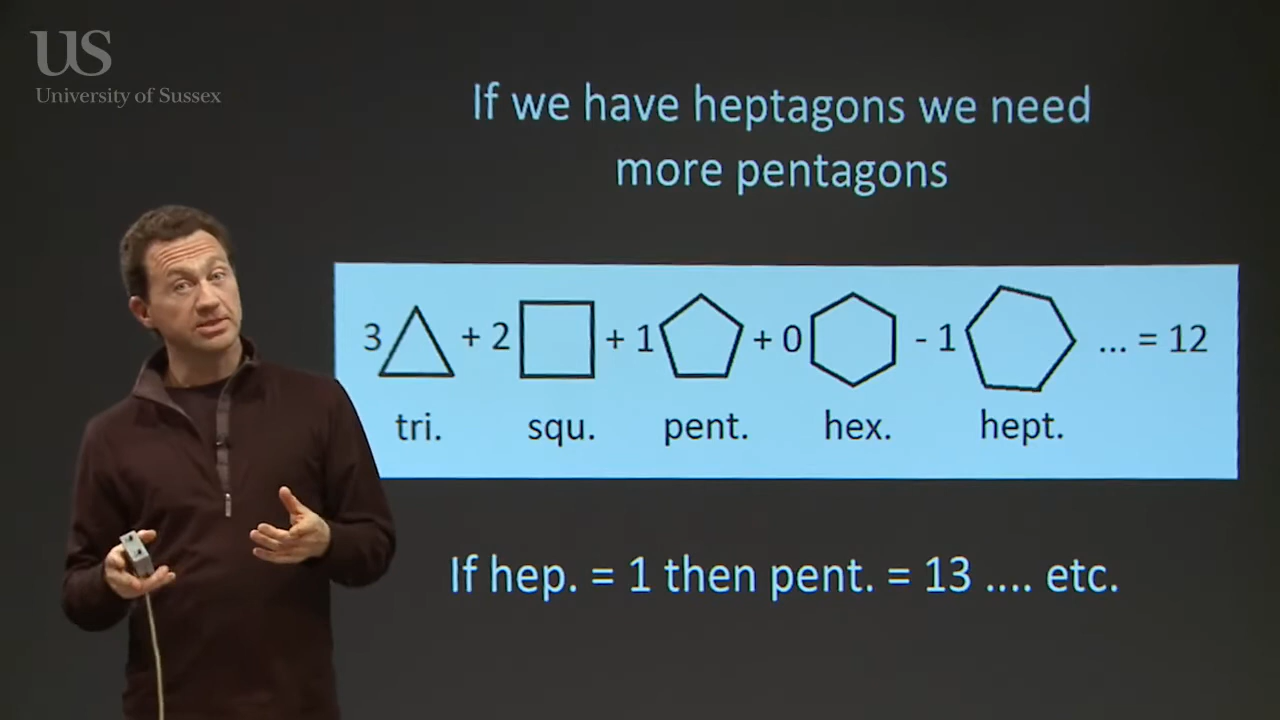 US
University of Sussex
If we have heptagons we need
more pentagons
3 + 2 + 1 + 0 - 1 ... = 12
tri. squ. pent. hex. hept.
If hep. = 1 then pent. = 13 .... etc.